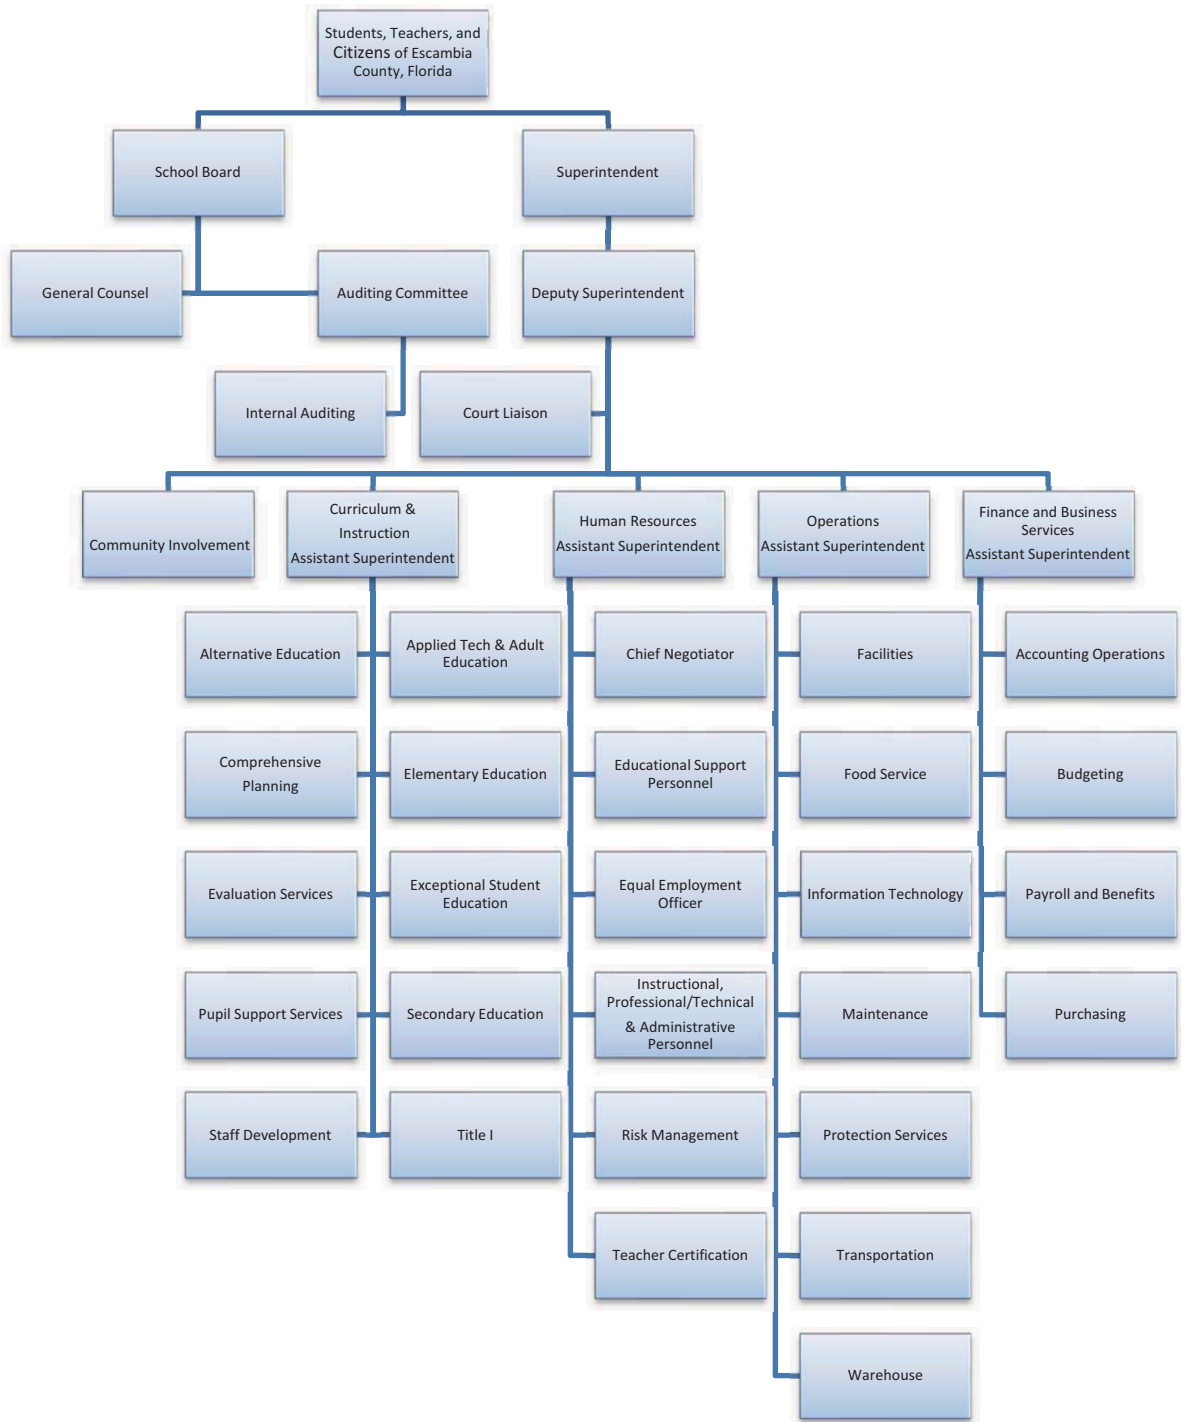 Students, Teachers, and
Citizens of Escambia
County, Florida
School Board
Superintendent
General Counsel
Auditing Committee
Deputy Superintendent
Internal Auditing
Court Liaison
Community Involvement
Curriculum &
Instruction
Assistant Superintendent
Human Resources
Assistant Superintendent
Operations
Assistant Superintendent
Finance and Business
Services
Assistant Superintendent
Alternative Education
Applied Tech & Adult
Education
Chief Negotiator
Facilities
Accounting Operations
Comprehensive
Planning
Elementary Education
Educational Support
Personnel
Food Service
Budgeting
Evaluation Services
Exceptional Student
Education
Equal Employment
Officer
Information Technology
Payroll and Benefits
Pupil Support Services
Secondary Education
Instructional,
Professional/Technical
& Administrative
Personnel
Maintenance
Purchasing
Staff Development
Title I
Risk Management
Protection Services
Teacher Certification
Transportation
Warehouse